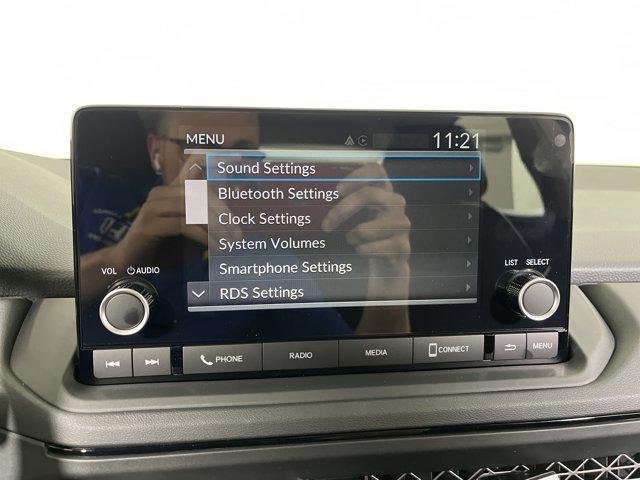 MENU 11:21
Sound Settings
Bluetooth Settings
Clock Settings
System Volumes
Smartphone Settings
RDS Settings
VOL AUDIO
LIST SELECT
PHONE RADIO MEDIA CONNECT MENU